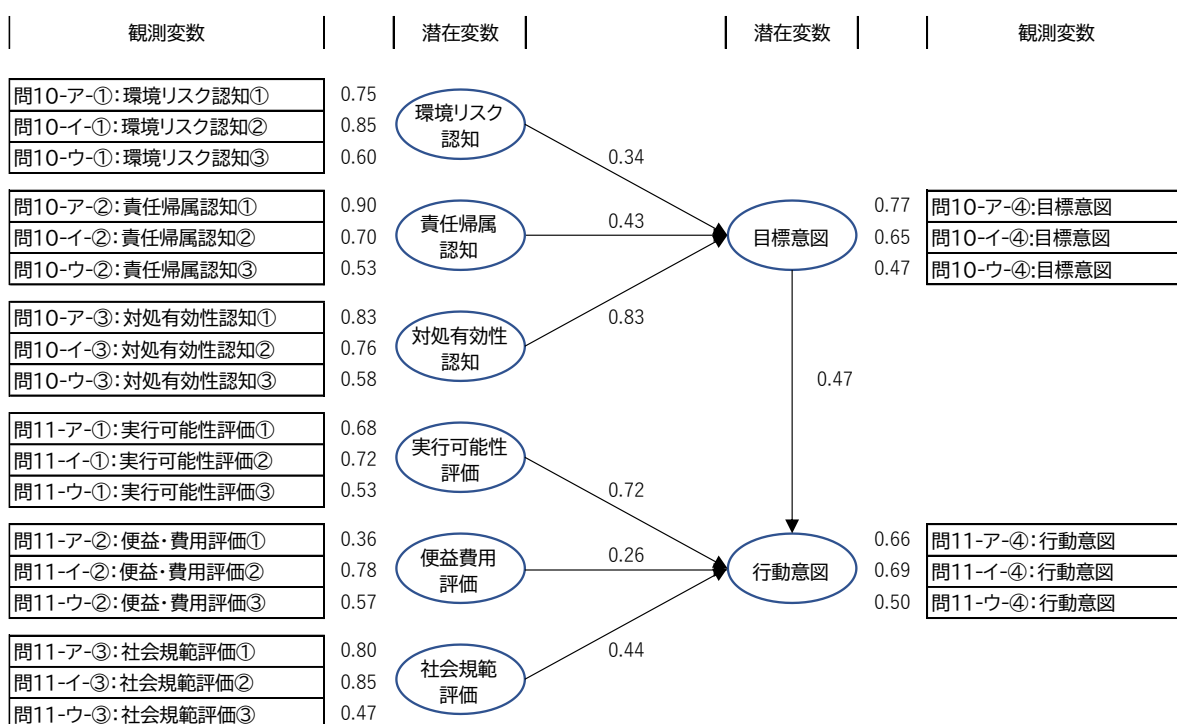 観測変数
潜在変数
潜在変数
観測変数
問10-ア-①:環境リスク認知① 0.75
問10-イ-①:環境リスク認知② 0.85
問10-ウ-①:環境リスク認知③ 0.60
環境リスク
認知
0.34
問10-ア-②:責任帰属認知① 0.90
問10-イ-②:責任帰属認知② 0.70
問10-ウ-②:責任帰属認知③ 0.53
責任帰属
認知
0.43
目標意図
0.77 問10-ア-④:目標意図
0.65 問10-イ-④:目標意図
0.47 問10-ウ-④:目標意図
問10-ア-③:対処有効性認知① 0.83
問10-イ-③:対処有効性認知② 0.76
問10-ウ-③:対処有効性認知③ 0.58
対処有効性
認知
0.83
0.47
問11-ア-①:実行可能性評価① 0.68
問11-イ-①:実行可能性評価② 0.72
問11-ウ-①:実行可能性評価③ 0.53
実行可能性
評価
0.72
問11-ア-②:便益・費用評価① 0.36
問11-イ-②:便益・費用評価② 0.78
問11-ウ-②:便益・費用評価③ 0.57
便益費用
評価
0.26
行動意図
0.66 問11-ア-④:行動意図
0.69 問11-イ-④:行動意図
0.50 問11-ウ-④:行動意図
問11-ア-③:社会規範評価① 0.80
問11-イ-③:社会規範評価② 0.85
問11-ウ-③:社会規範評価③ 0.47
社会規範
評価
0.44